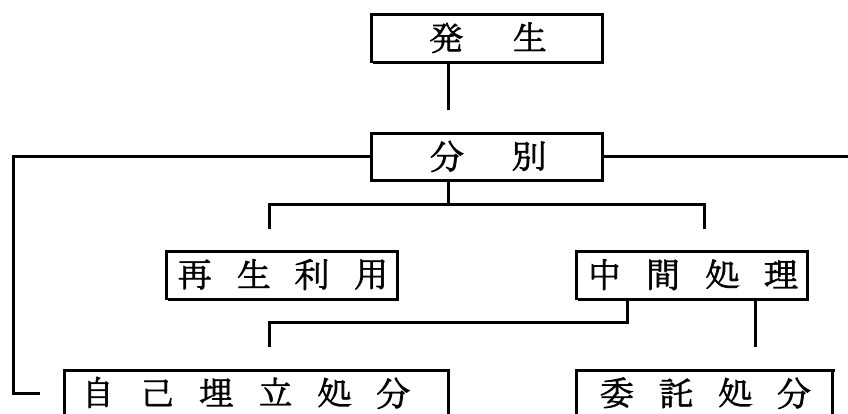 発生
分別
再生利用
中間処理
自己埋立処分
委託処分